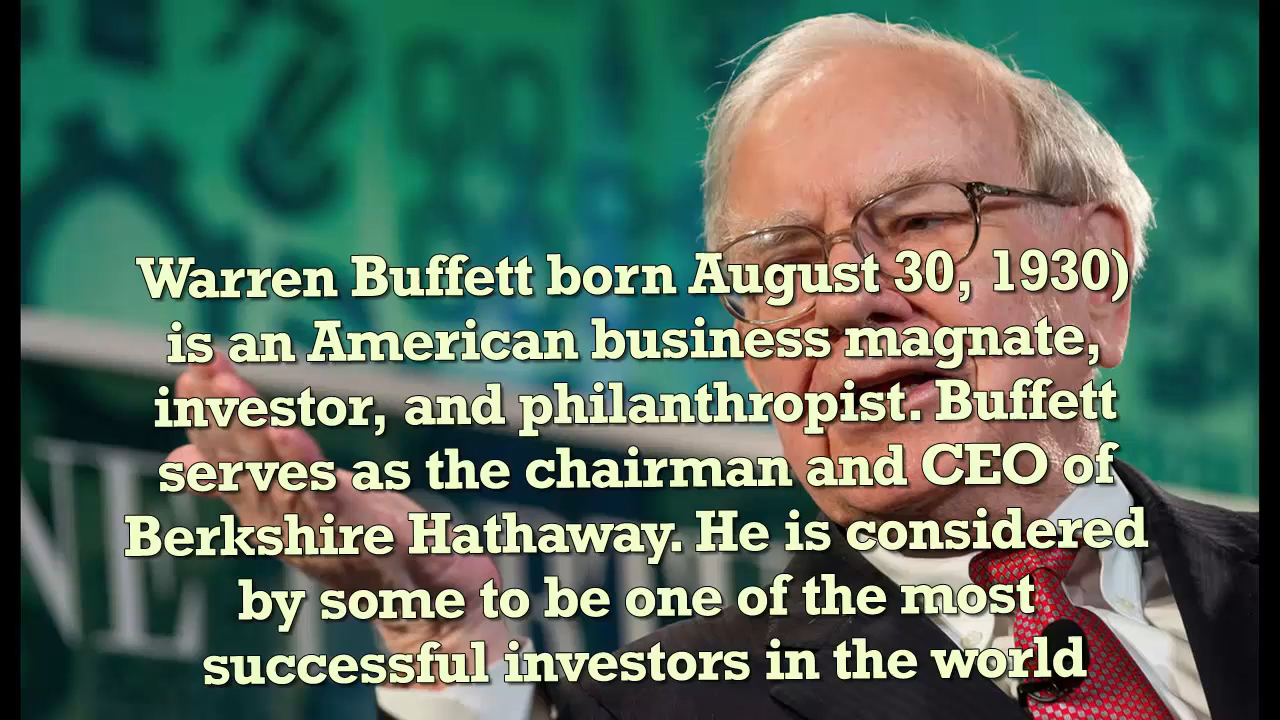 Warren Buffett born August 30, 1930)
is an American business magnate,
investor, and philanthropist. Buffett
serves as the chairman and CEO of
Berkshire Hathaway. He is considered
by some to be one of the most
successful investors in the world
NE